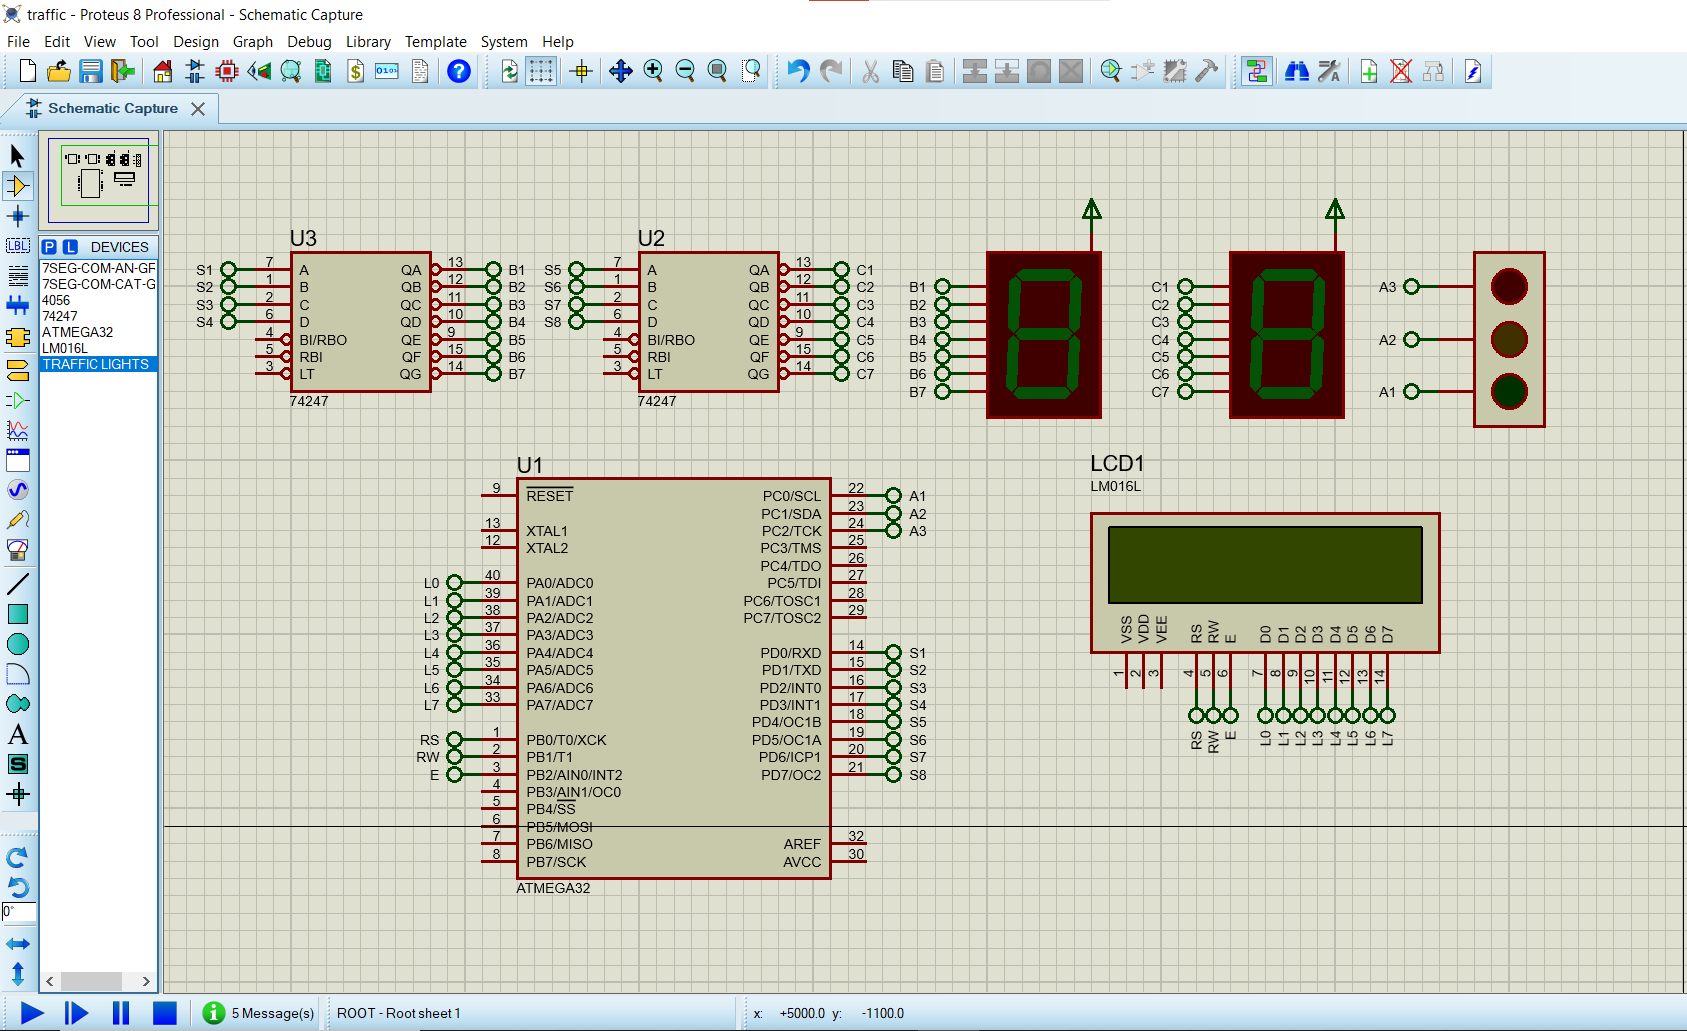 traffic - Proteus 8 Professional - Schematic Capture
File Edit View Tool Design Graph Debug Library Template System Help
Schematic Capture
P L DEVICES
7SEG-COM-AN-GF
7SEG-COM-CAT-G
4056
74247
ATMEGA32
LM016L
TRAFFIC LIGHTS
LBL
A
S
0°
U3
S1 7 A QA 13 B1
S2 1 B QB 12 B2
S3 2 C QC 11 B3
S4 6 D QD 10 B4
4 BI/RBO QE 9 B5
5 RBI QF 15 B6
3 LT QG 14 B7
74247
U2
S5 7 A QA 13 C1
S6 1 B QB 12 C2
S7 2 C QC 11 C3
S8 6 D QD 10 C4
4 BI/RBO QE 9 C5
5 RBI QF 15 C6
3 LT QG 14 C7
74247
B1
B2
B3
B4
B5
B6
B7
C1
C2
C3
C4
C5
C6
C7
A3
A2
A1
U1
9 RESET PC0/SCL 22 A1
PC1/SDA 23 A2
13 XTAL1 PC2/TCK 24 A3
12 XTAL2 PC3/TMS 25
PC4/TDO 26
L0 40 PA0/ADC0 PC5/TDI 27
L1 39 PA1/ADC1 PC6/TOSC1 28
L2 38 PA2/ADC2 PC7/TOSC2 29
L3 37 PA3/ADC3
L4 36 PA4/ADC4 PD0/RXD 14 S1
L5 35 PA5/ADC5 PD1/TXD 15 S2
L6 34 PA6/ADC6 PD2/INT0 16 S3
L7 33 PA7/ADC7 PD3/INT1 17 S4
PD4/OC1B 18 S5
RS 1 PB0/T0/XCK PD5/OC1A 19 S6
RW 2 PB1/T1 PD6/ICP1 20 S7
E 3 PB2/AIN0/INT2 PD7/OC2 21 S8
4 PB3/AIN1/OC0
5 PB4/SS
6 PB5/MOSI
7 PB6/MISO AREF 32
8 PB7/SCK AVCC 30
ATMEGA32
LCD1
LM016L
VSS VDD VEE RS RW E D0 D1 D2 D3 D4 D5 D6 D7
1 2 3 4 5 6 7 8 9 10 11 12 13 14
RS RW E L0 L1 L2 L3 L4 L5 L6 L7
5 Message(s) ROOT - Root sheet 1 x: +5000.0 y: -1100.0